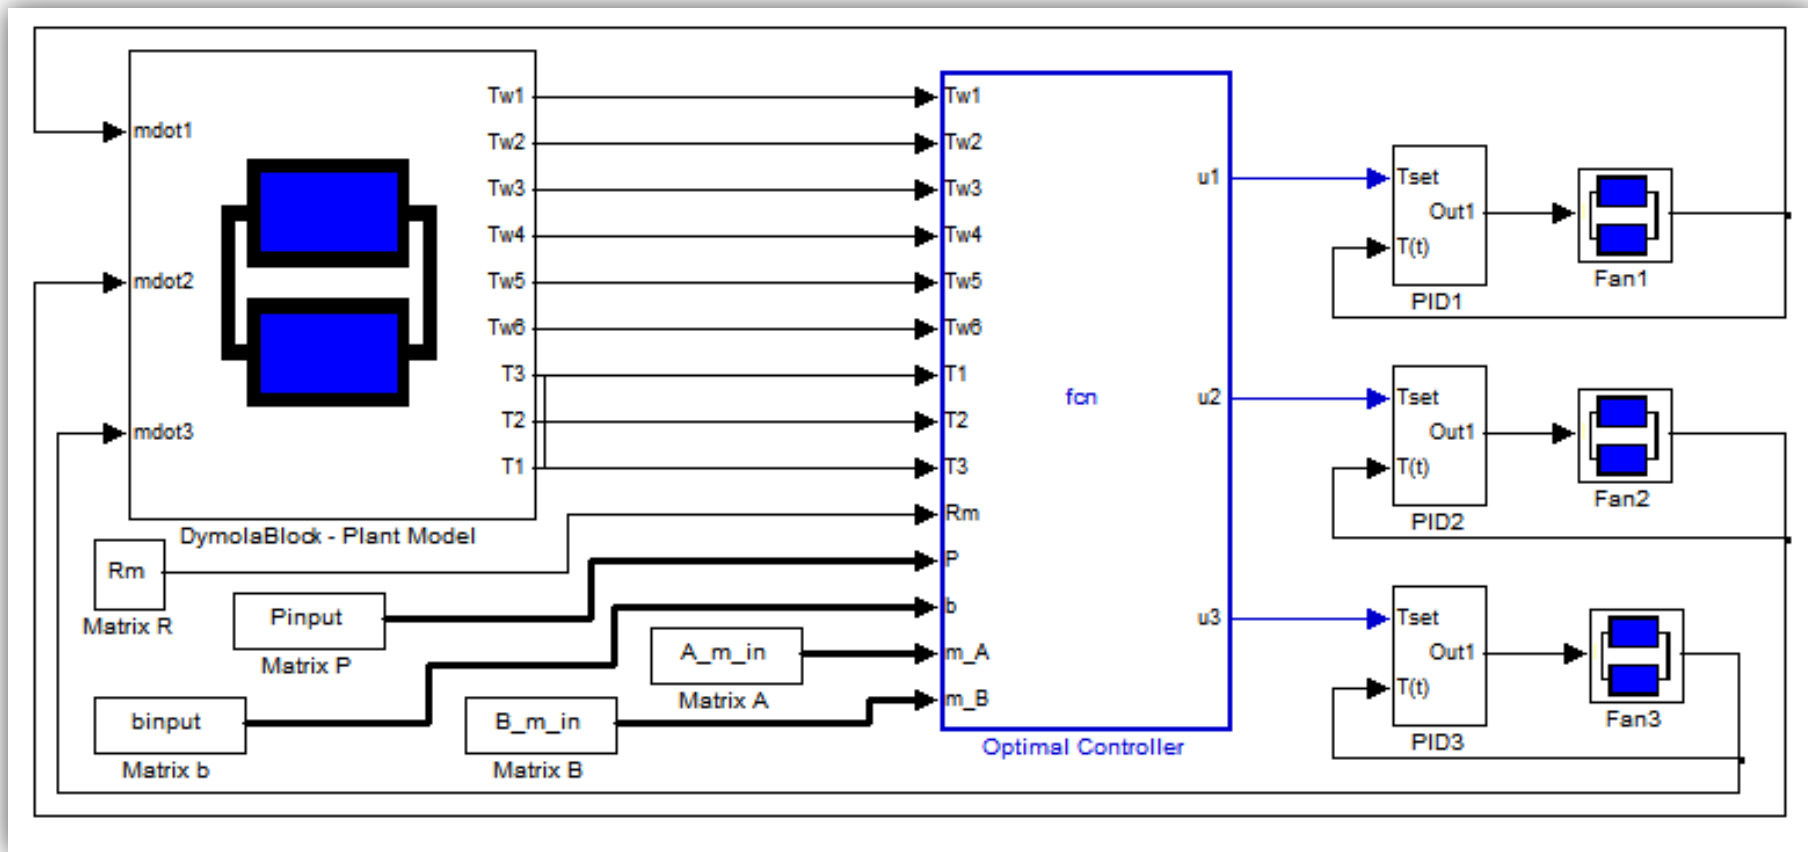 mdot1
mdot2
mdot3
Tw1
Tw2
Tw3
Tw4
Tw5
Tw6
T3
T2
T1
DymolaBlock - Plant Model
Rm
Matrix R
Pinput
Matrix P
binput
Matrix b
A_m_in
Matrix A
B_m_in
Matrix B
Tw1
Tw2
Tw3
Tw4
Tw5
Tw6
T1
T2
T3
Rm
P
b
m_A
m_B
fcn
u1
u2
u3
Optimal Controller
Tset
Out1
T(t)
PID1
Fan1
Tset
Out1
T(t)
PID2
Fan2
Tset
Out1
T(t)
PID3
Fan3